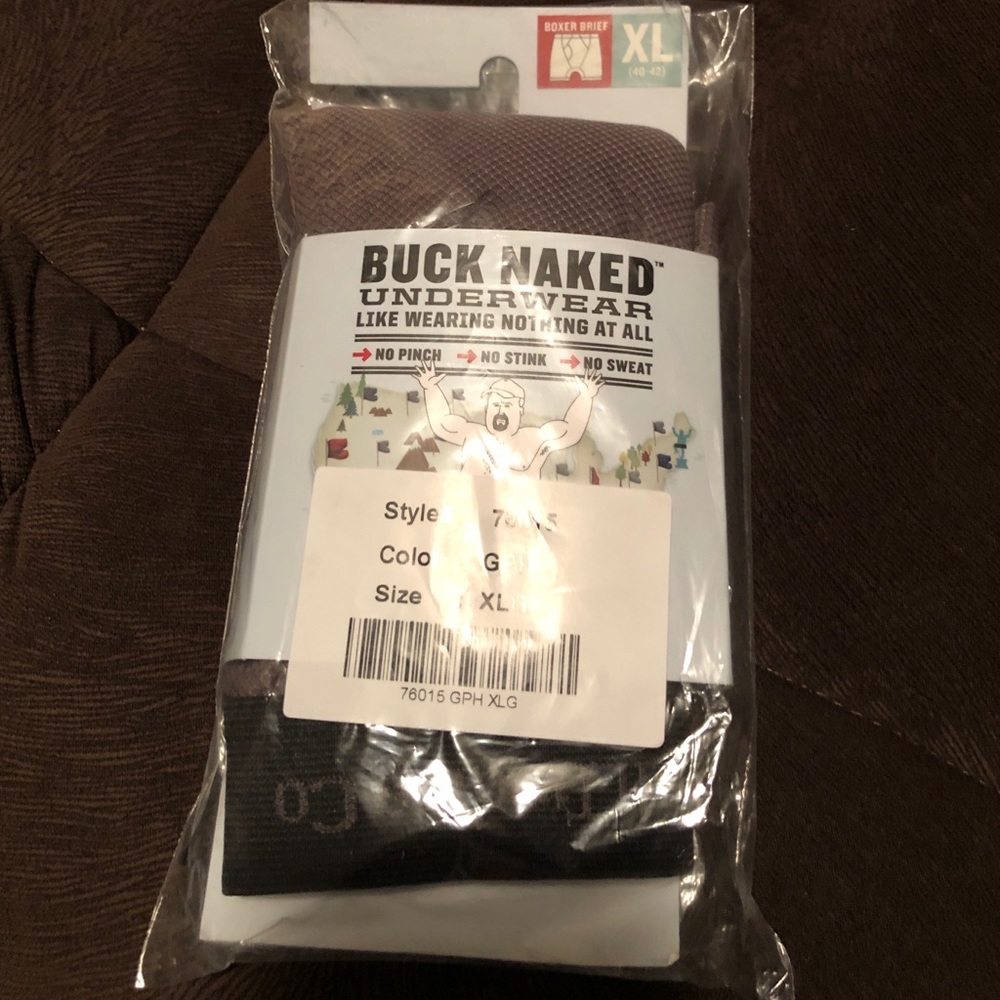 BOXER BRIEF
XL
(40-42)
BUCK NAKED™
UNDERWEAR
LIKE WEARING NOTHING AT ALL
NO PINCH NO STINK NO SWEAT
Style
Colo
Size XL
76015 GPH XLG